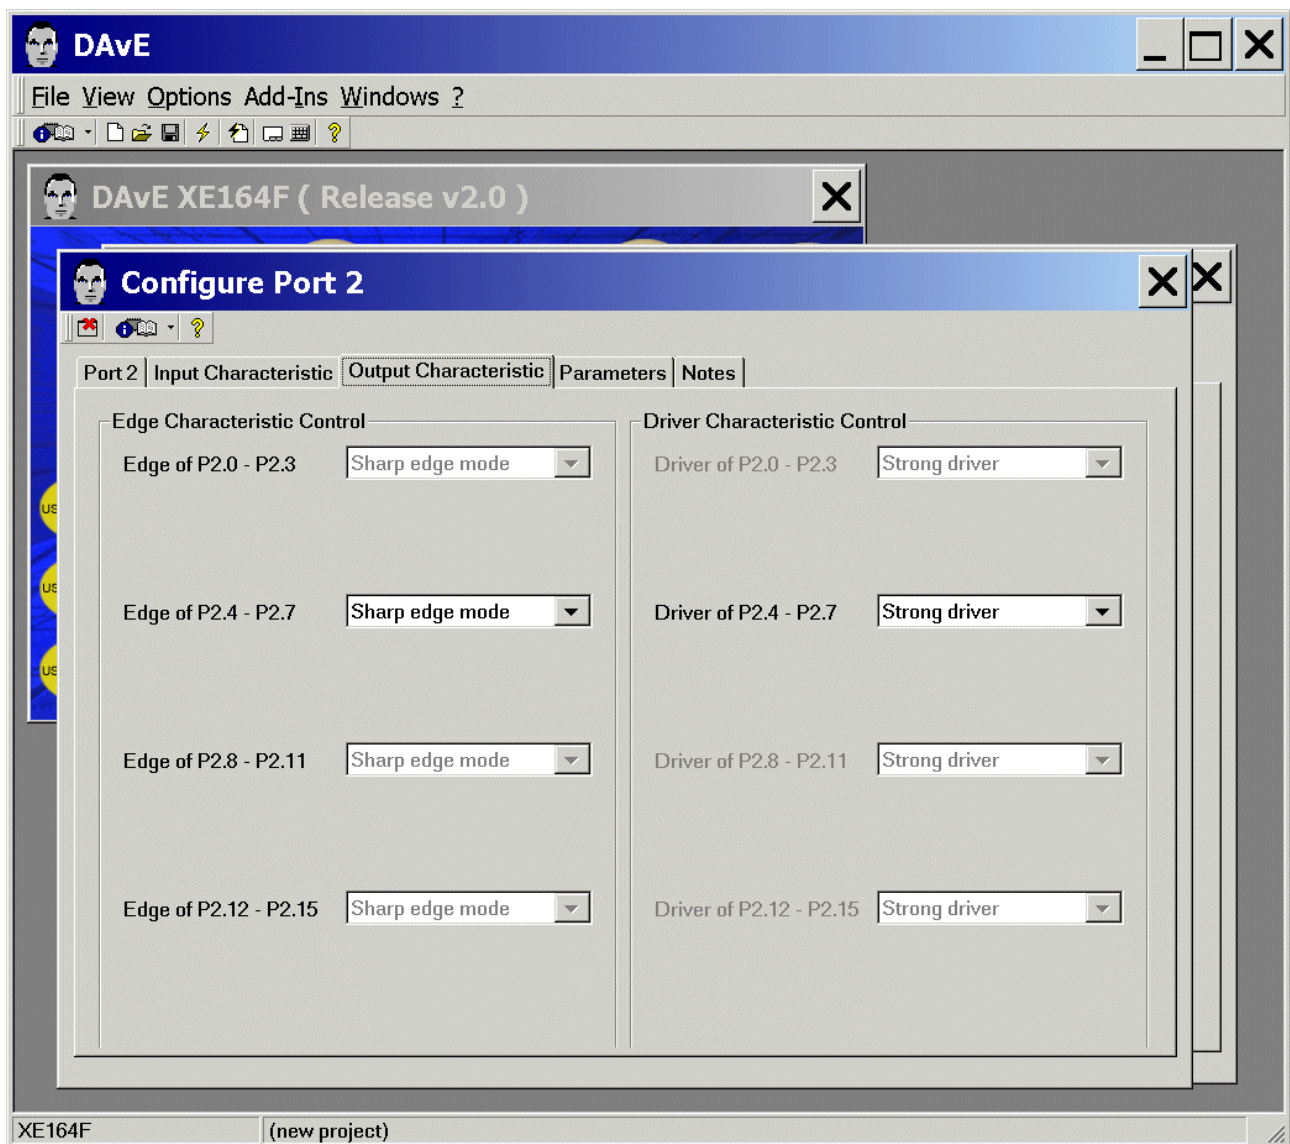 DAvE
File View Options Add-Ins Windows ?
DAvE XE164F ( Release v2.0 )
Configure Port 2
Port 2 Input Characteristic Output Characteristic Parameters Notes
Edge Characteristic Control
Edge of P2.0 - P2.3 Sharp edge mode
Edge of P2.4 - P2.7 Sharp edge mode
Edge of P2.8 - P2.11 Sharp edge mode
Edge of P2.12 - P2.15 Sharp edge mode
Driver Characteristic Control
Driver of P2.0 - P2.3 Strong driver
Driver of P2.4 - P2.7 Strong driver
Driver of P2.8 - P2.11 Strong driver
Driver of P2.12 - P2.15 Strong driver
US
US
US
XE164F (new project)